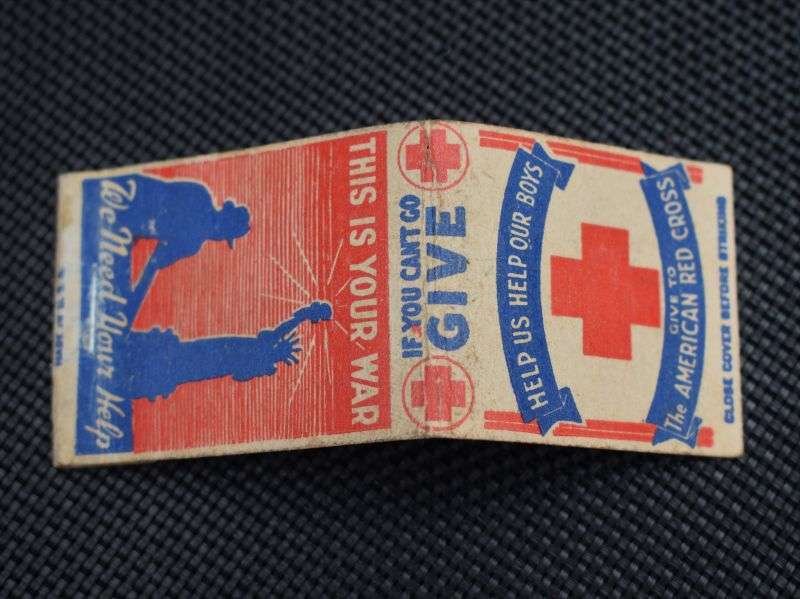 HELP US HELP OUR BOYS
GIVE TO
The AMERICAN RED CROSS
CLOSE COVER BEFORE STRIKING
IF YOU CAN'T GO
GIVE
THIS IS YOUR WAR
We Need Your Help